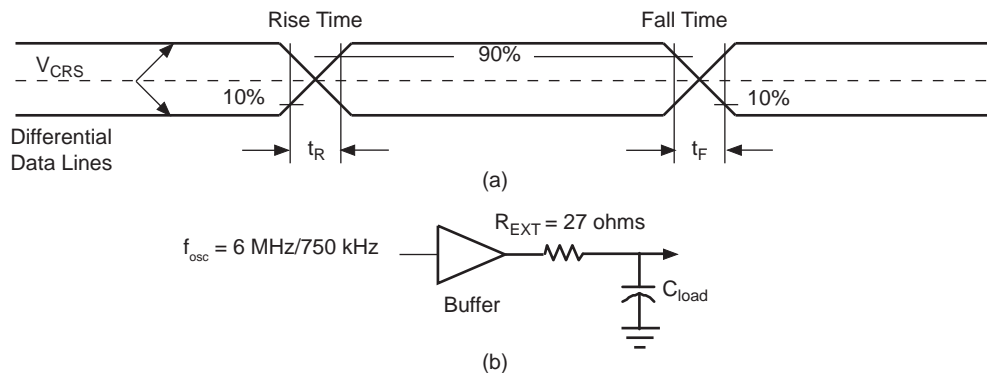 Rise Time
Fall Time
V_CRS
90%
10%
10%
Differential
Data Lines
t_R
t_F
(a)
R_EXT = 27 ohms
f_osc = 6 MHz/750 kHz
C_load
Buffer
(b)